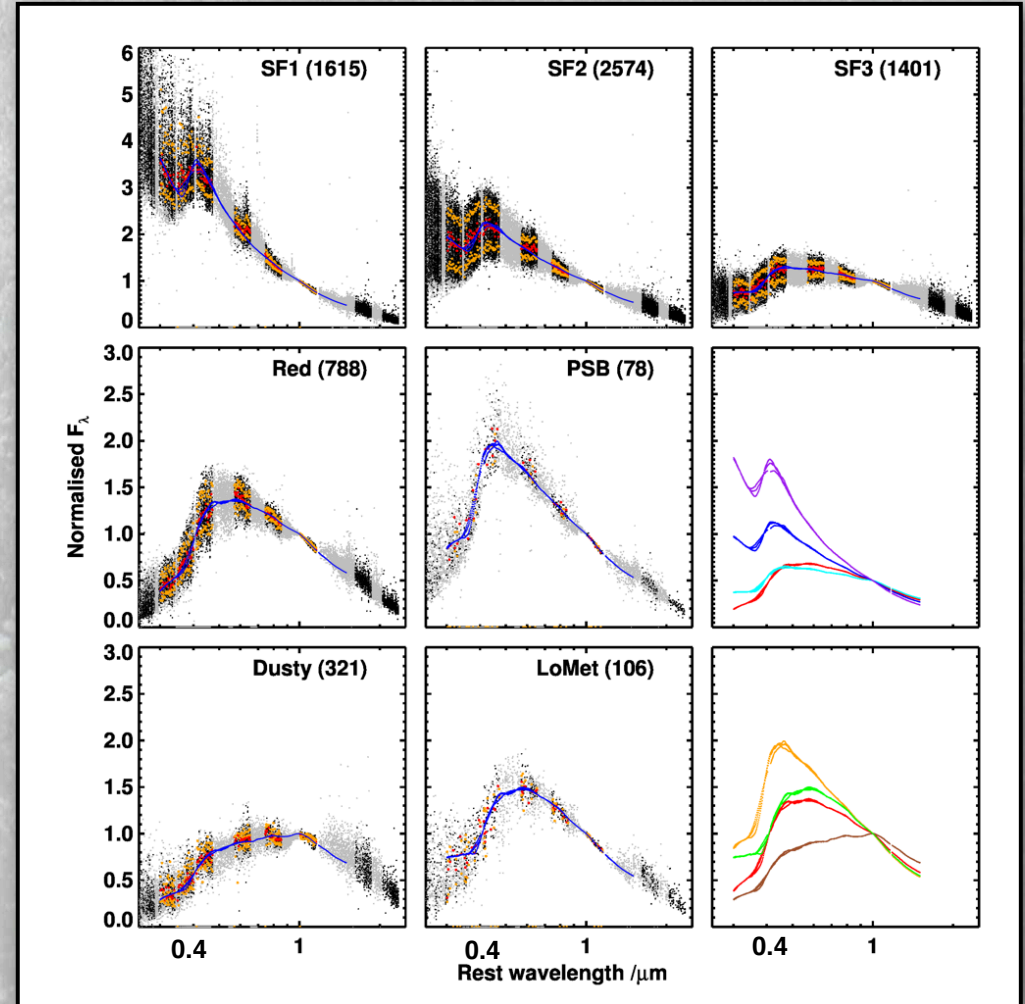 SF1 (1615)
SF2 (2574)
SF3 (1401)
6
5
4
3
2
1
0
Red (788)
PSB (78)
3.0
2.5
2.0
1.5
1.0
0.5
0.0
Normalised Fλ
Dusty (321)
LoMet (106)
3.0
2.5
2.0
1.5
1.0
0.5
0.0
0.4 1
0.4 1
0.4 1
Rest wavelength /μm